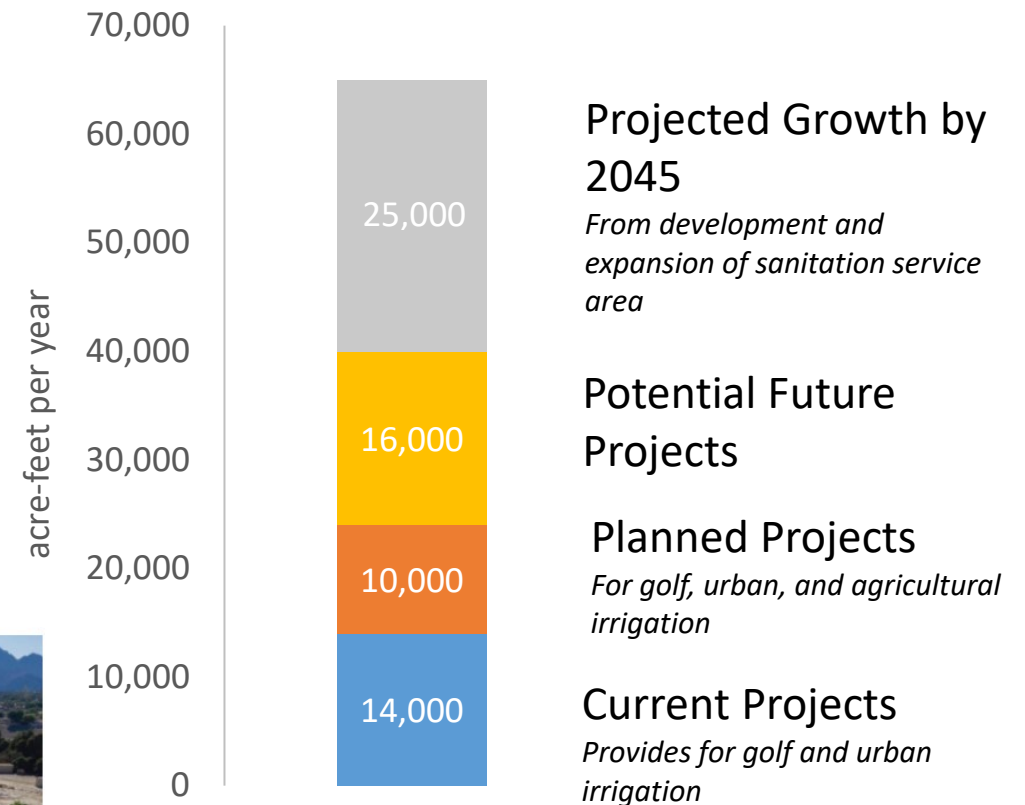 70,000
60,000
50,000
40,000
30,000
20,000
10,000
0
acre-feet per year
25,000
16,000
10,000
14,000
Projected Growth by
2045
From development and
expansion of sanitation service
area
Potential Future
Projects
Planned Projects
For golf, urban, and agricultural
irrigation
Current Projects
Provides for golf and urban
irrigation